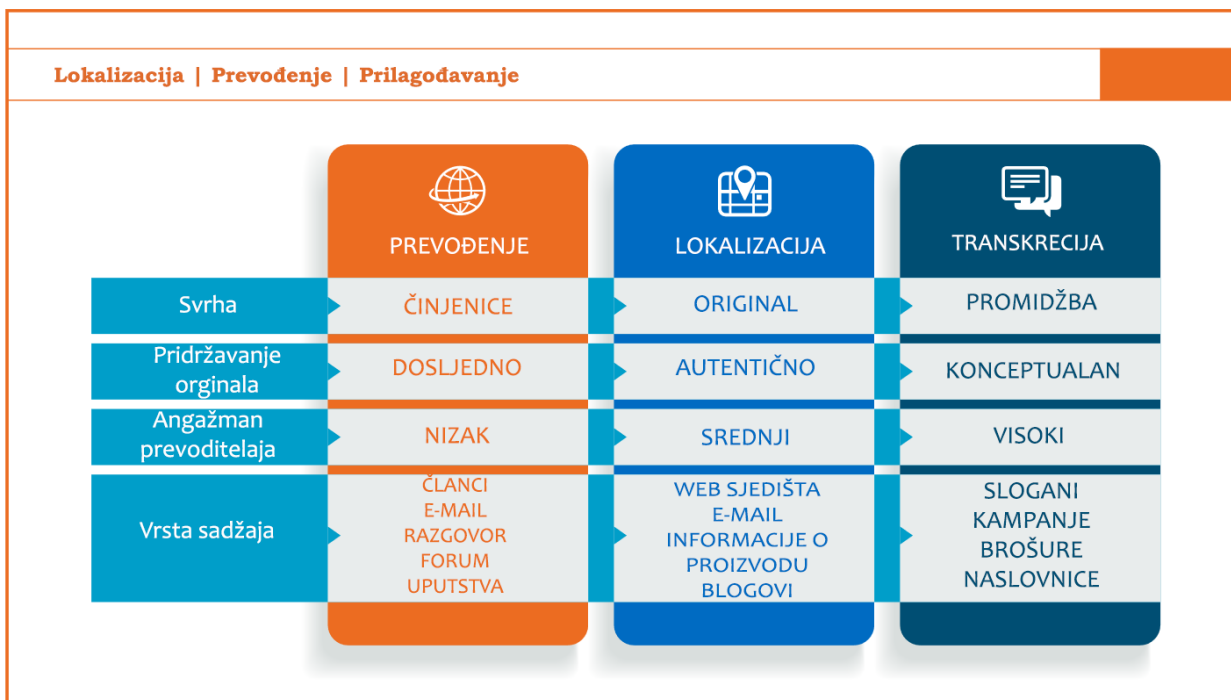 Lokalizacija | Prevođenje | Prilagođavanje
PREVOĐENJE
LOKALIZACIJA
TRANSKRECIJA
Svrha
ČINJENICE
ORIGINAL
PROMIDŽBA
Pridržavanje
orginala
DOSLJEDNO
AUTENTIČNO
KONCEPTUALAN
Angažman
prevoditelaja
NIZAK
SREDNJI
VISOKI
Vrsta sadžaja
ČLANCI
E-MAIL
RAZGOVOR
FORUM
UPUTSTVA
WEB SJEDIŠTA
E-MAIL
INFORMACIJE O
PROIZVODU
BLOGOVI
SLOGANI
KAMPANJE
BROŠURE
NASLOVNICE